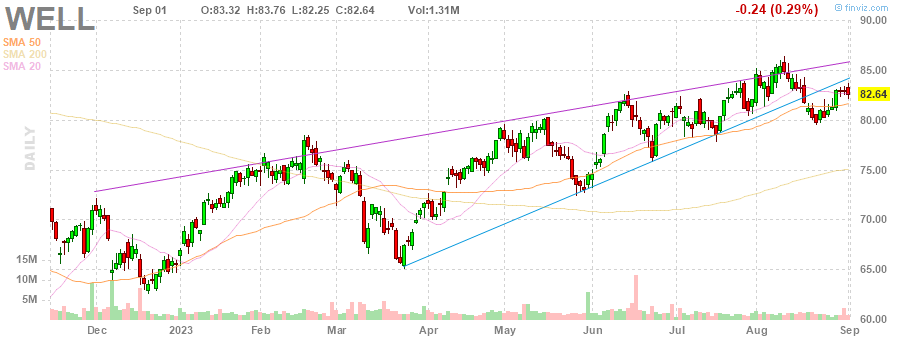 WELL Sep 01 O:83.32 H:83.76 L:82.25 C:82.64 Vol:1.31M -0.24 (0.29%) © finviz.com
SMA 50
SMA 200
SMA 20
DAILY
90.00
85.00
82.64
80.00
75.00
70.00
65.00
60.00
15M
10M
5M
Dec 2023 Feb Mar Apr May Jun Jul Aug Sep